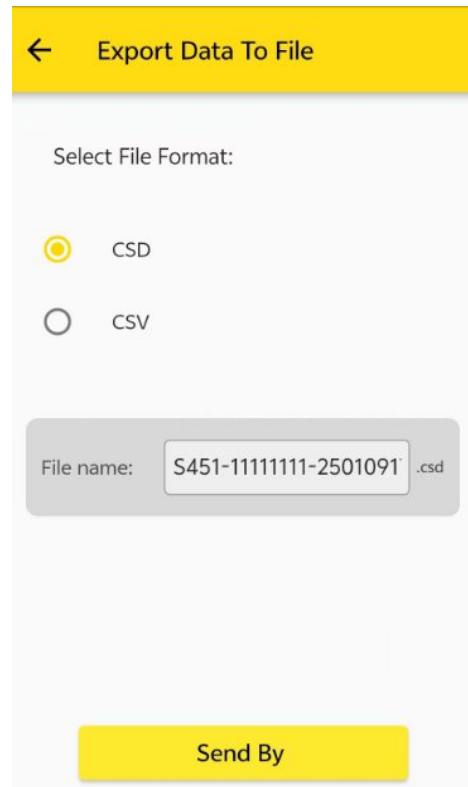 Export Data To File
Select File Format:
CSD
CSV
File name: S451-11111111-2501091 .csd
Send By